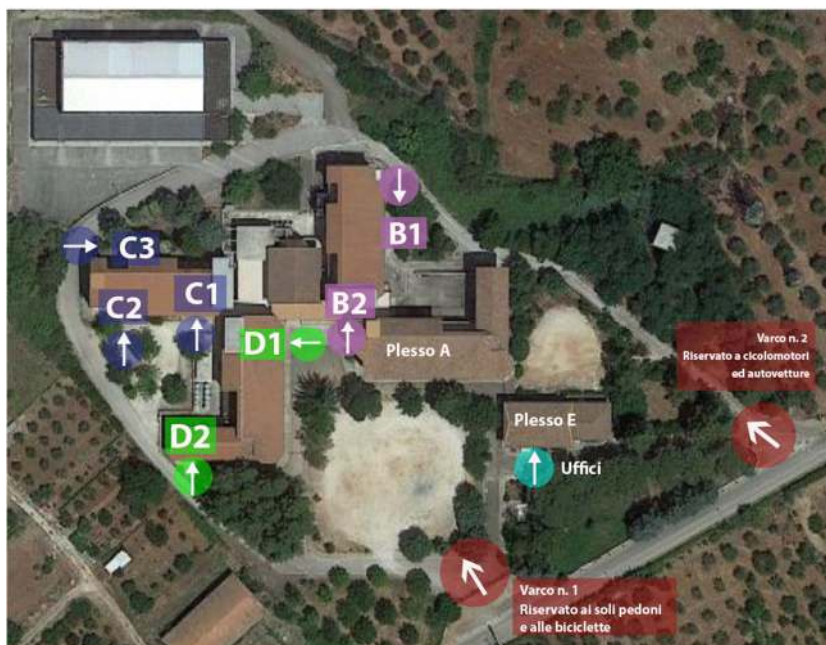 B1
C3
C2
C1
B2
D1
Plesso A
Varco n. 2
Riservato a cicolomotori
ed autovetture
D2
Plesso E
Uffici
Varco n. 1
Riservato ai soli pedoni
e alle biciclette